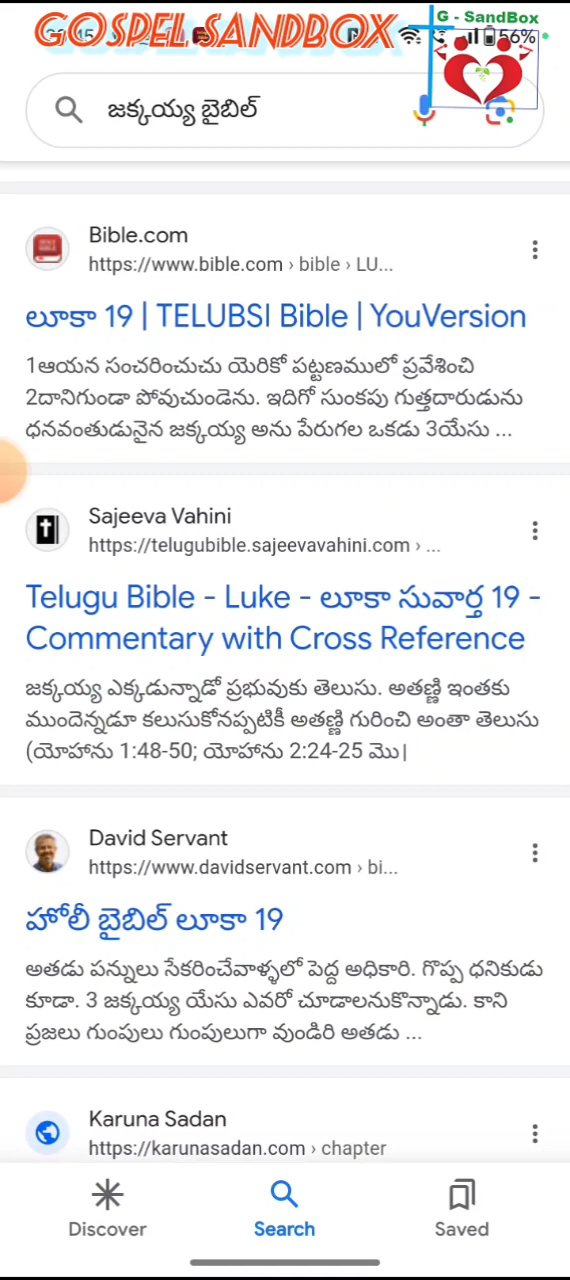 GOSPEL SANDBOX
G - SandBox
56%
జక్కయ్య బైబిల్
Bible.com
https://www.bible.com › bible › LU...
లూకా 19 | TELUBSI Bible | YouVersion
1ఆయన సంచరించుచు యెరికో పట్టణములో ప్రవేశించి
2దానిగుండా పోవుచుండెను. ఇదిగో సుంకపు గుత్తదారుడును
ధనవంతుడునైన జక్కయ్య అను పేరుగల ఒకడు 3యేసు ...
Sajeeva Vahini
https://telugubible.sajeevavahini.com › ...
Telugu Bible - Luke - లూకా సువార్త 19 -
Commentary with Cross Reference
జక్కయ్య ఎక్కడున్నాడో ప్రభువుకు తెలుసు. అతణ్ణి ఇంతకు
ముందెన్నడూ కలుసుకోనప్పటికీ అతణ్ణి గురించి అంతా తెలుసు
(యోహాను 1:48-50; యోహాను 2:24-25 మొ|
David Servant
https://www.davidservant.com › bi...
హోలీ బైబిల్ లూకా 19
అతడు పన్నులు సేకరించేవాళ్ళలో పెద్ద అధికారి. గొప్ప ధనికుడు
కూడా. 3 జక్కయ్య యేసు ఎవరో చూడాలనుకొన్నాడు. కాని
ప్రజలు గుంపులు గుంపులుగా వుండిరి అతడు ...
Karuna Sadan
https://karunasadan.com › chapter
Discover
Search
Saved